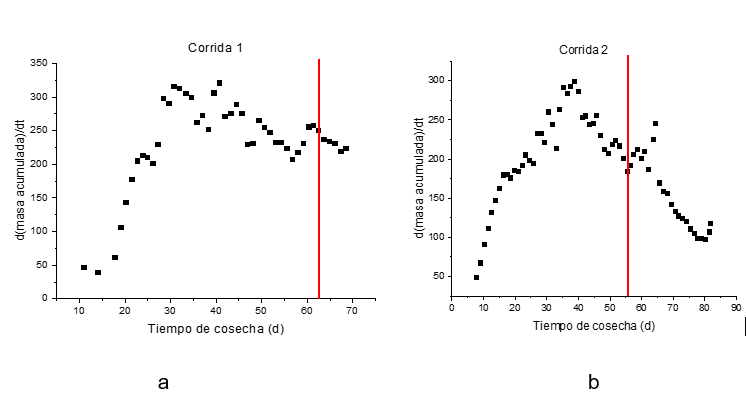 Corrida 1
350
300
250
200
150
100
50
0
d(masa acumulada)/dt
10 20 30 40 50 60 70
Tiempo de cosecha (d)
a
Corrida 2
300
250
200
150
100
50
d(masa acumulada)/dt
0 10 20 30 40 50 60 70 80 90
Tiempo de cosecha (d)
b